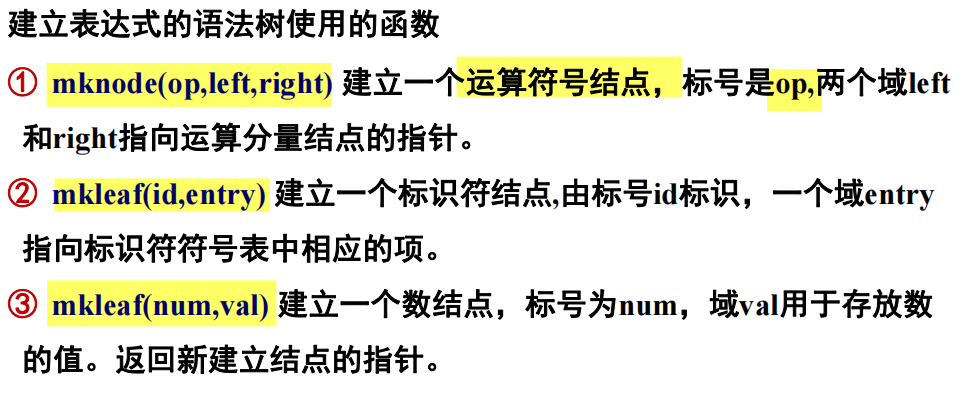 建立表达式的语法树使用的函数
① mknode(op,left,right) 建立一个运算符号结点，标号是op,两个域left
和right指向运算分量结点的指针。
② mkleaf(id,entry) 建立一个标识符结点,由标号id标识，一个域entry
指向标识符符号表中相应的项。
③ mkleaf(num,val) 建立一个数结点，标号为num，域val用于存放数
的值。返回新建立结点的指针。